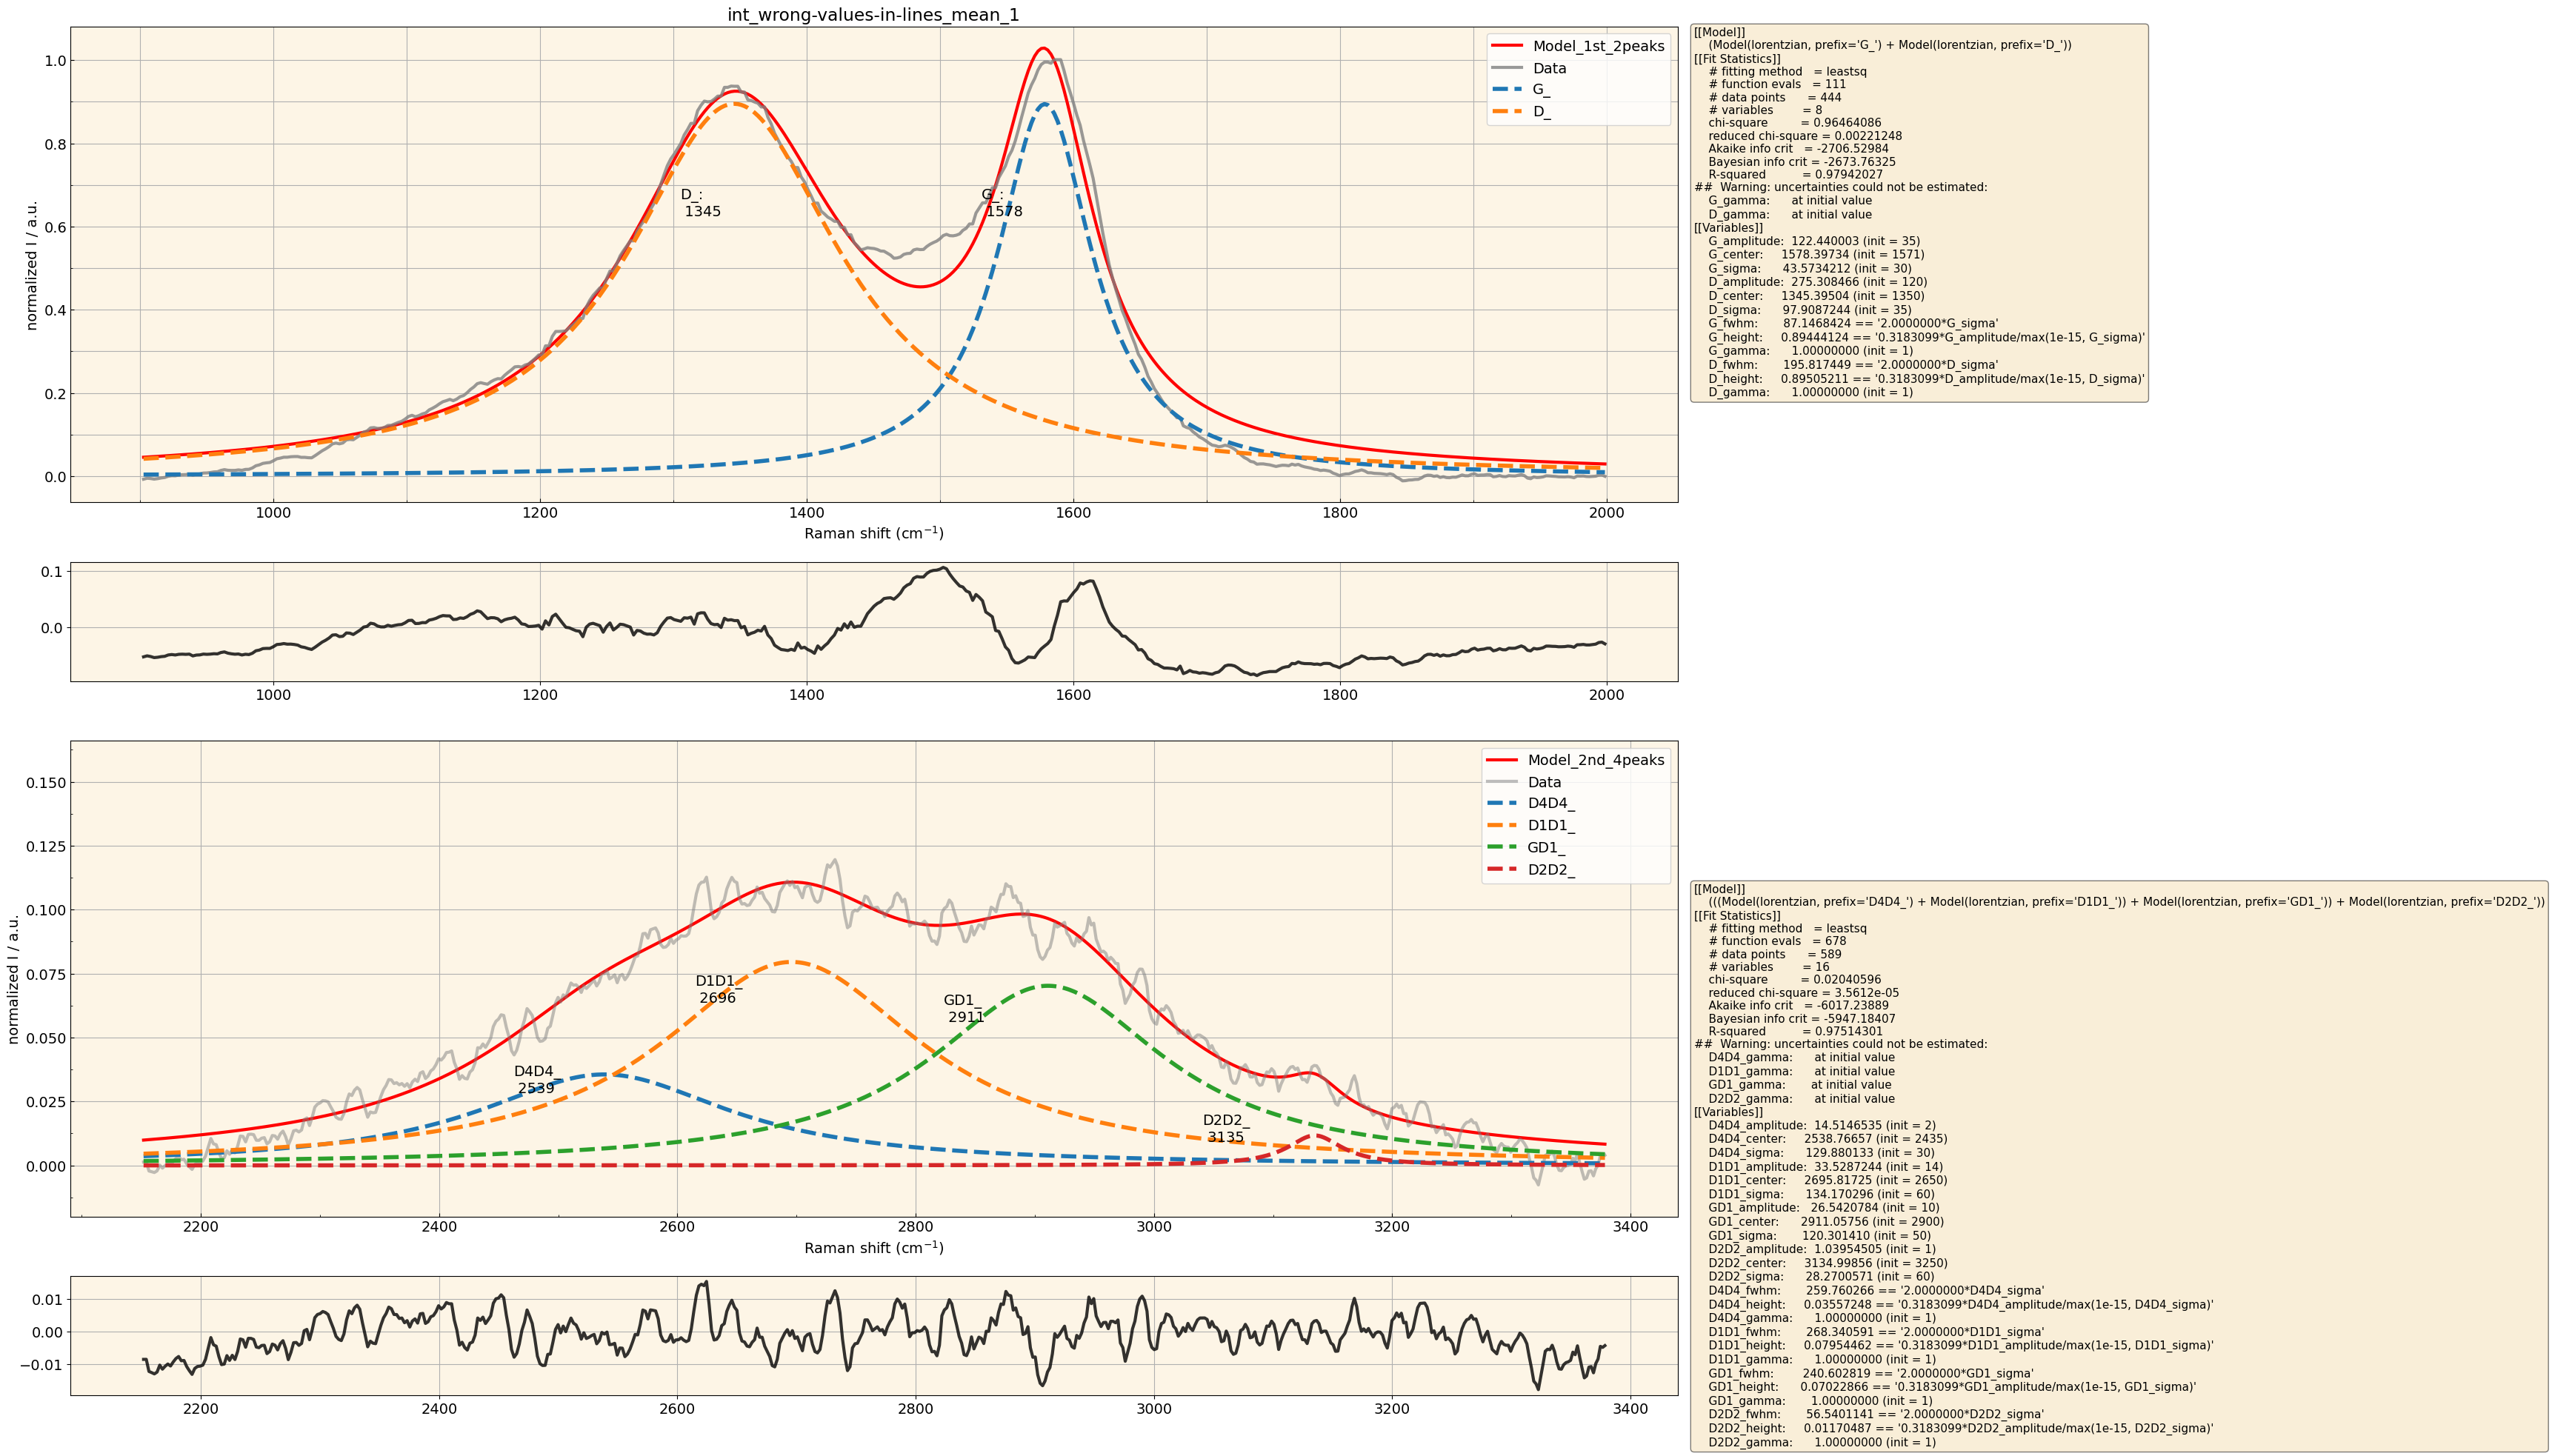 int_wrong-values-in-lines_mean_1
1.0
0.8
0.6
0.4
0.2
0.0
normalized I / a.u.
Model_1st_2peaks
Data
G_
D_
D_:
1345
G_:
1578
1000
1200
1400
1600
1800
2000
Raman shift (cm⁻¹)
[[Model]]
(Model(lorentzian, prefix='G_') + Model(lorentzian, prefix='D_'))
[[Fit Statistics]]
# fitting method   = leastsq
# function evals   = 111
# data points      = 444
# variables        = 8
chi-square         = 0.96464086
reduced chi-square = 0.00221248
Akaike info crit   = -2706.52984
Bayesian info crit = -2673.76325
R-squared          = 0.97942027
##  Warning: uncertainties could not be estimated:
G_gamma:      at initial value
D_gamma:      at initial value
[[Variables]]
G_amplitude:  122.440003 (init = 35)
G_center:     1578.39734 (init = 1571)
G_sigma:      43.5734212 (init = 30)
D_amplitude:  275.308466 (init = 120)
D_center:     1345.39504 (init = 1350)
D_sigma:      97.9087244 (init = 35)
G_fwhm:       87.1468424 == '2.0000000*G_sigma'
G_height:     0.89444124 == '0.3183099*G_amplitude/max(1e-15, G_sigma)'
G_gamma:      1.00000000 (init = 1)
D_fwhm:       195.817449 == '2.0000000*D_sigma'
D_height:     0.89505211 == '0.3183099*D_amplitude/max(1e-15, D_sigma)'
D_gamma:      1.00000000 (init = 1)
0.1
0.0
1000
1200
1400
1600
1800
2000
0.150
0.125
0.100
0.075
0.050
0.025
0.000
normalized I / a.u.
Model_2nd_4peaks
Data
D4D4_
D1D1_
GD1_
D2D2_
D1D1_
2696
GD1_
2911
D4D4_
2539
D2D2_
3135
2200
2400
2600
2800
3000
3200
3400
Raman shift (cm⁻¹)
[[Model]]
(((Model(lorentzian, prefix='D4D4_') + Model(lorentzian, prefix='D1D1_')) + Model(lorentzian, prefix='GD1_')) + Model(lorentzian, prefix='D2D2_'))
[[Fit Statistics]]
# fitting method   = leastsq
# function evals   = 678
# data points      = 589
# variables        = 16
chi-square         = 0.02040596
reduced chi-square = 3.5612e-05
Akaike info crit   = -6017.23889
Bayesian info crit = -5947.18407
R-squared          = 0.97514301
##  Warning: uncertainties could not be estimated:
D4D4_gamma:      at initial value
D1D1_gamma:      at initial value
GD1_gamma:       at initial value
D2D2_gamma:      at initial value
[[Variables]]
D4D4_amplitude:  14.5146535 (init = 2)
D4D4_center:     2538.76657 (init = 2435)
D4D4_sigma:      129.880133 (init = 30)
D1D1_amplitude:  33.5287244 (init = 14)
D1D1_center:     2695.81725 (init = 2650)
D1D1_sigma:      134.170296 (init = 60)
GD1_amplitude:   26.5420784 (init = 10)
GD1_center:      2911.05756 (init = 2900)
GD1_sigma:       120.301410 (init = 50)
D2D2_amplitude:  1.03954505 (init = 1)
D2D2_center:     3134.99856 (init = 3250)
D2D2_sigma:      28.2700571 (init = 60)
D4D4_fwhm:       259.760266 == '2.0000000*D4D4_sigma'
D4D4_height:     0.03557248 == '0.3183099*D4D4_amplitude/max(1e-15, D4D4_sigma)'
D4D4_gamma:      1.00000000 (init = 1)
D1D1_fwhm:       268.340591 == '2.0000000*D1D1_sigma'
D1D1_height:     0.07954462 == '0.3183099*D1D1_amplitude/max(1e-15, D1D1_sigma)'
D1D1_gamma:      1.00000000 (init = 1)
GD1_fwhm:        240.602819 == '2.0000000*GD1_sigma'
GD1_height:      0.07022866 == '0.3183099*GD1_amplitude/max(1e-15, GD1_sigma)'
GD1_gamma:       1.00000000 (init = 1)
D2D2_fwhm:       56.5401141 == '2.0000000*D2D2_sigma'
D2D2_height:     0.01170487 == '0.3183099*D2D2_amplitude/max(1e-15, D2D2_sigma)'
D2D2_gamma:      1.00000000 (init = 1)
0.01
0.00
−0.01
2200
2400
2600
2800
3000
3200
3400